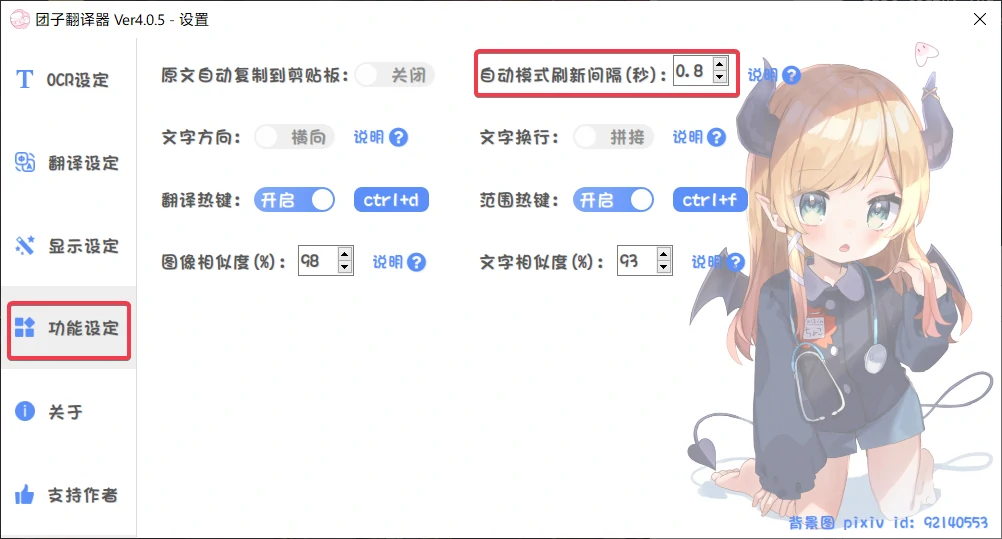 团子翻译器 Ver4.0.5 - 设置
OCR设定
翻译设定
显示设定
功能设定
关于
支持作者
原文自动复制到剪贴板: 关闭
自动模式刷新间隔(秒): 0.8 说明 ?
文字方向: 横向 说明 ?
文字换行: 拼接 说明 ?
翻译热键: 开启 ctrl+d
范围热键: 开启 ctrl+f
图像相似度(%): 98 说明 ?
文字相似度(%): 93 说明 ?
背景图 pixiv id: 92140553